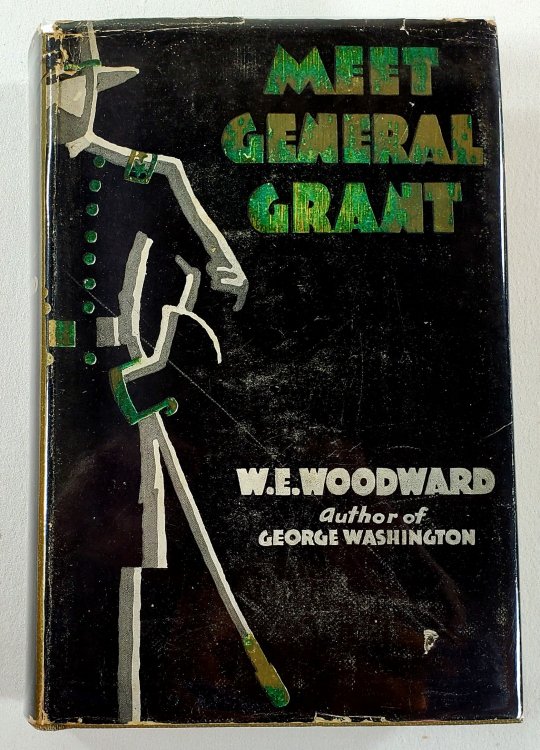 MEET
GENERAL
GRANT
W.E.WOODWARD
author of
GEORGE WASHINGTON